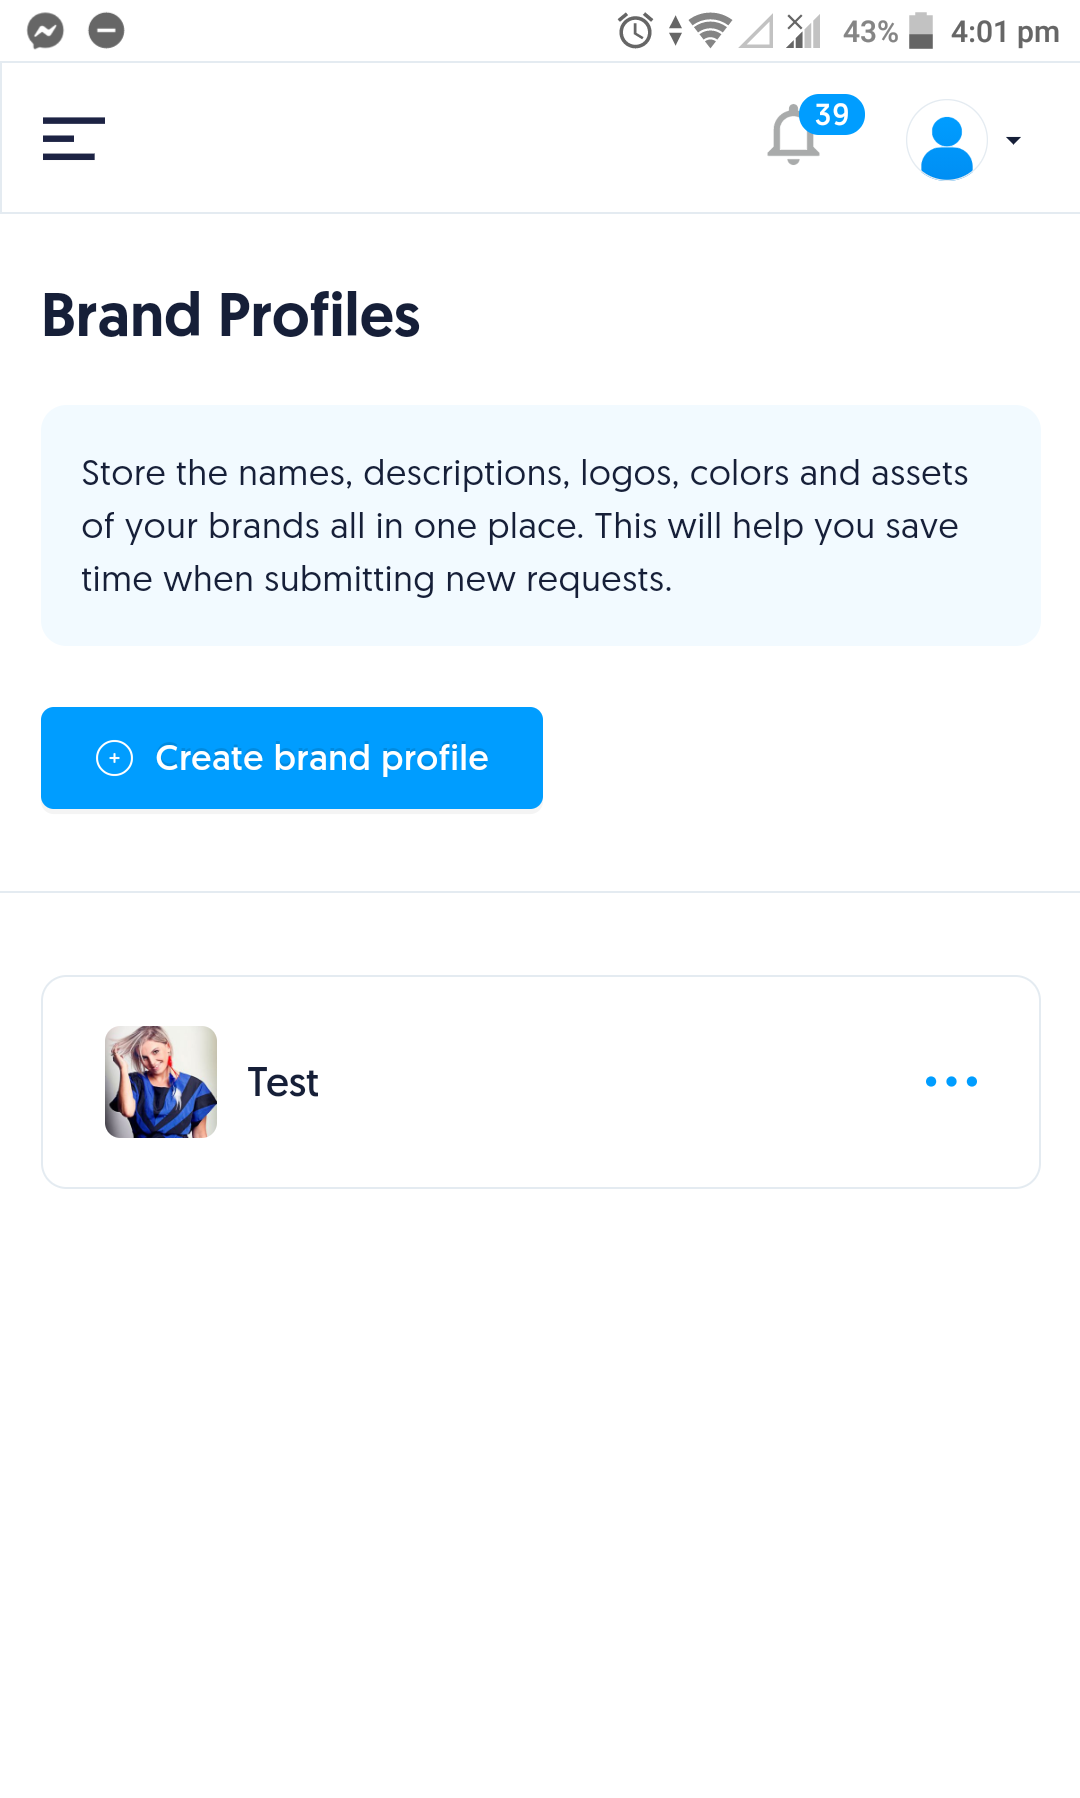 43% 4:01 pm
39
Brand Profiles
Store the names, descriptions, logos, colors and assets
of your brands all in one place. This will help you save
time when submitting new requests.
Create brand profile
Test